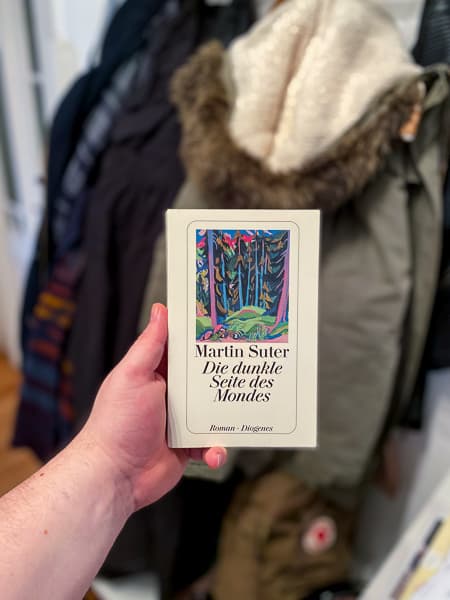 Martin Suter
Die dunkle
Seite des
Mondes
Roman · Diogenes